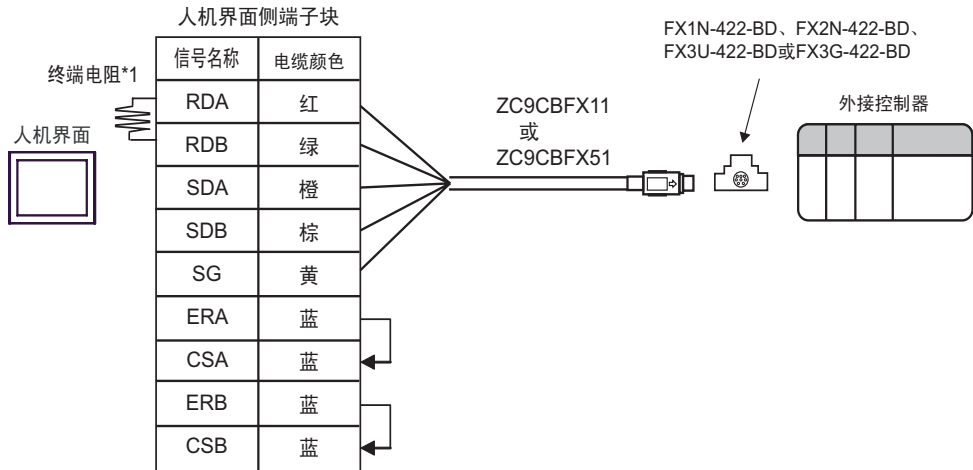 人机界面侧端子块
FX1N-422-BD、FX2N-422-BD、
FX3U-422-BD或FX3G-422-BD
终端电阻*1
人机界面
信号名称 电缆颜色
RDA 红
RDB 绿
SDA 橙
SDB 棕
SG 黄
ERA 蓝
CSA 蓝
ERB 蓝
CSB 蓝
ZC9CBFX11
或
ZC9CBFX51
外接控制器